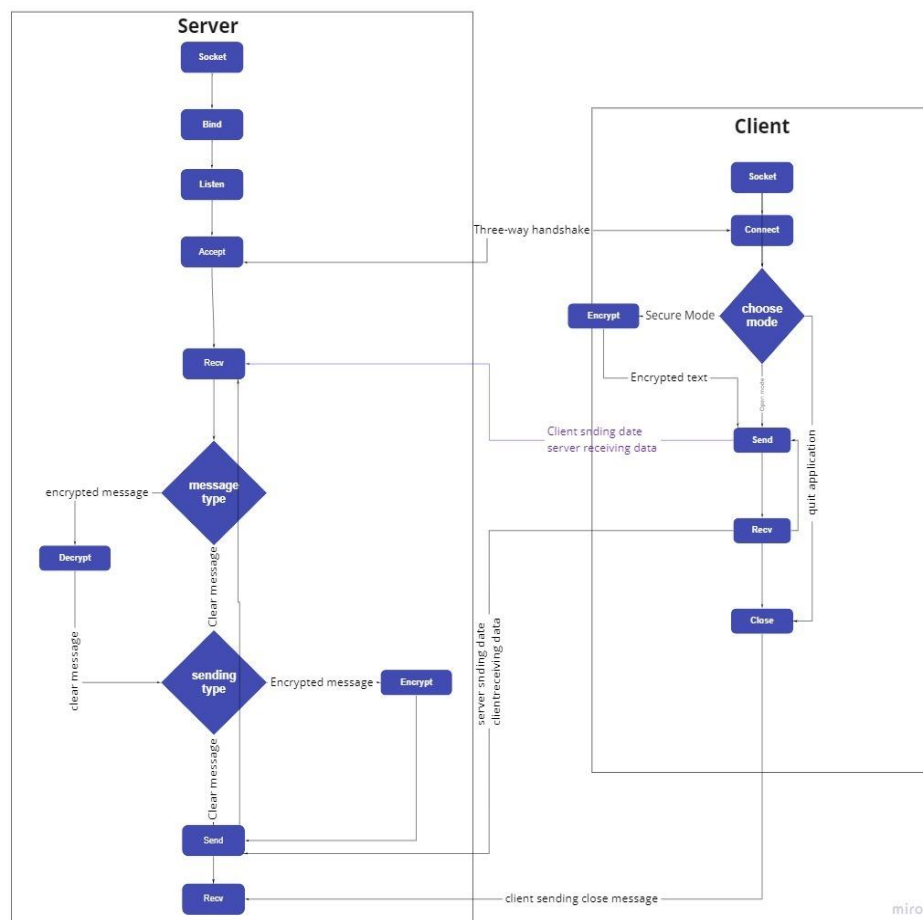 Server
Socket
Bind
Listen
Accept
Three-way handshake
Client
Socket
Connect
choose
mode
Secure Mode
Encrypt
Encrypted text
Open mode
quit application
Send
Client snding date
server receiving data
Recv
message
type
encrypted message
Decrypt
clear message
Clear message
sending
type
Encrypted message
Encrypt
Clear message
server snding date
clientreceiving data
Recv
Close
Send
Recv
client sending close message
miro